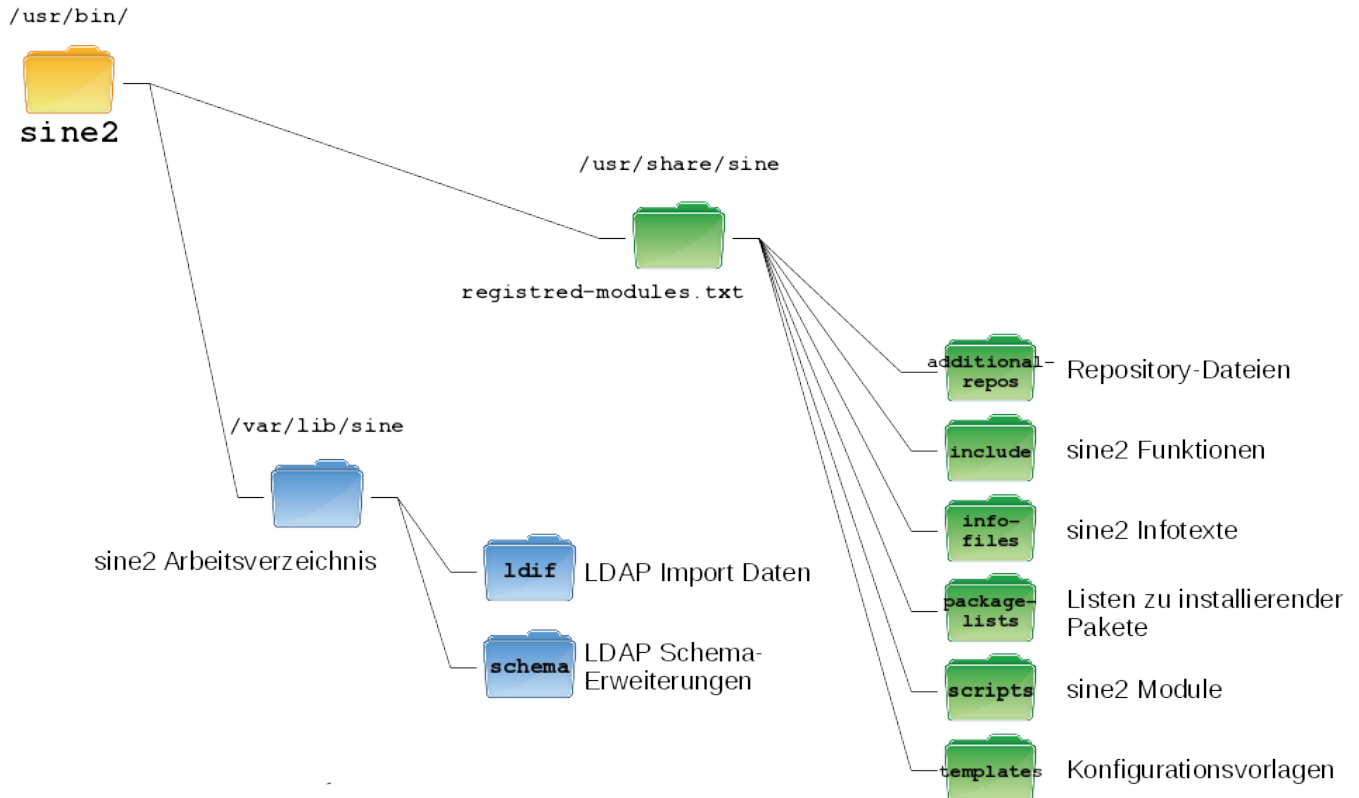 /usr/bin/
sine2
/usr/share/sine
registred-modules.txt
additional-
repos
Repository-Dateien
/var/lib/sine
include
sine2 Funktionen
info-
files
sine2 Infotexte
sine2 Arbeitsverzeichnis
ldif
LDAP Import Daten
package-
lists
Listen zu installierender
Pakete
schema
LDAP Schema-
Erweiterungen
scripts
sine2 Module
templates
Konfigurationsvorlagen